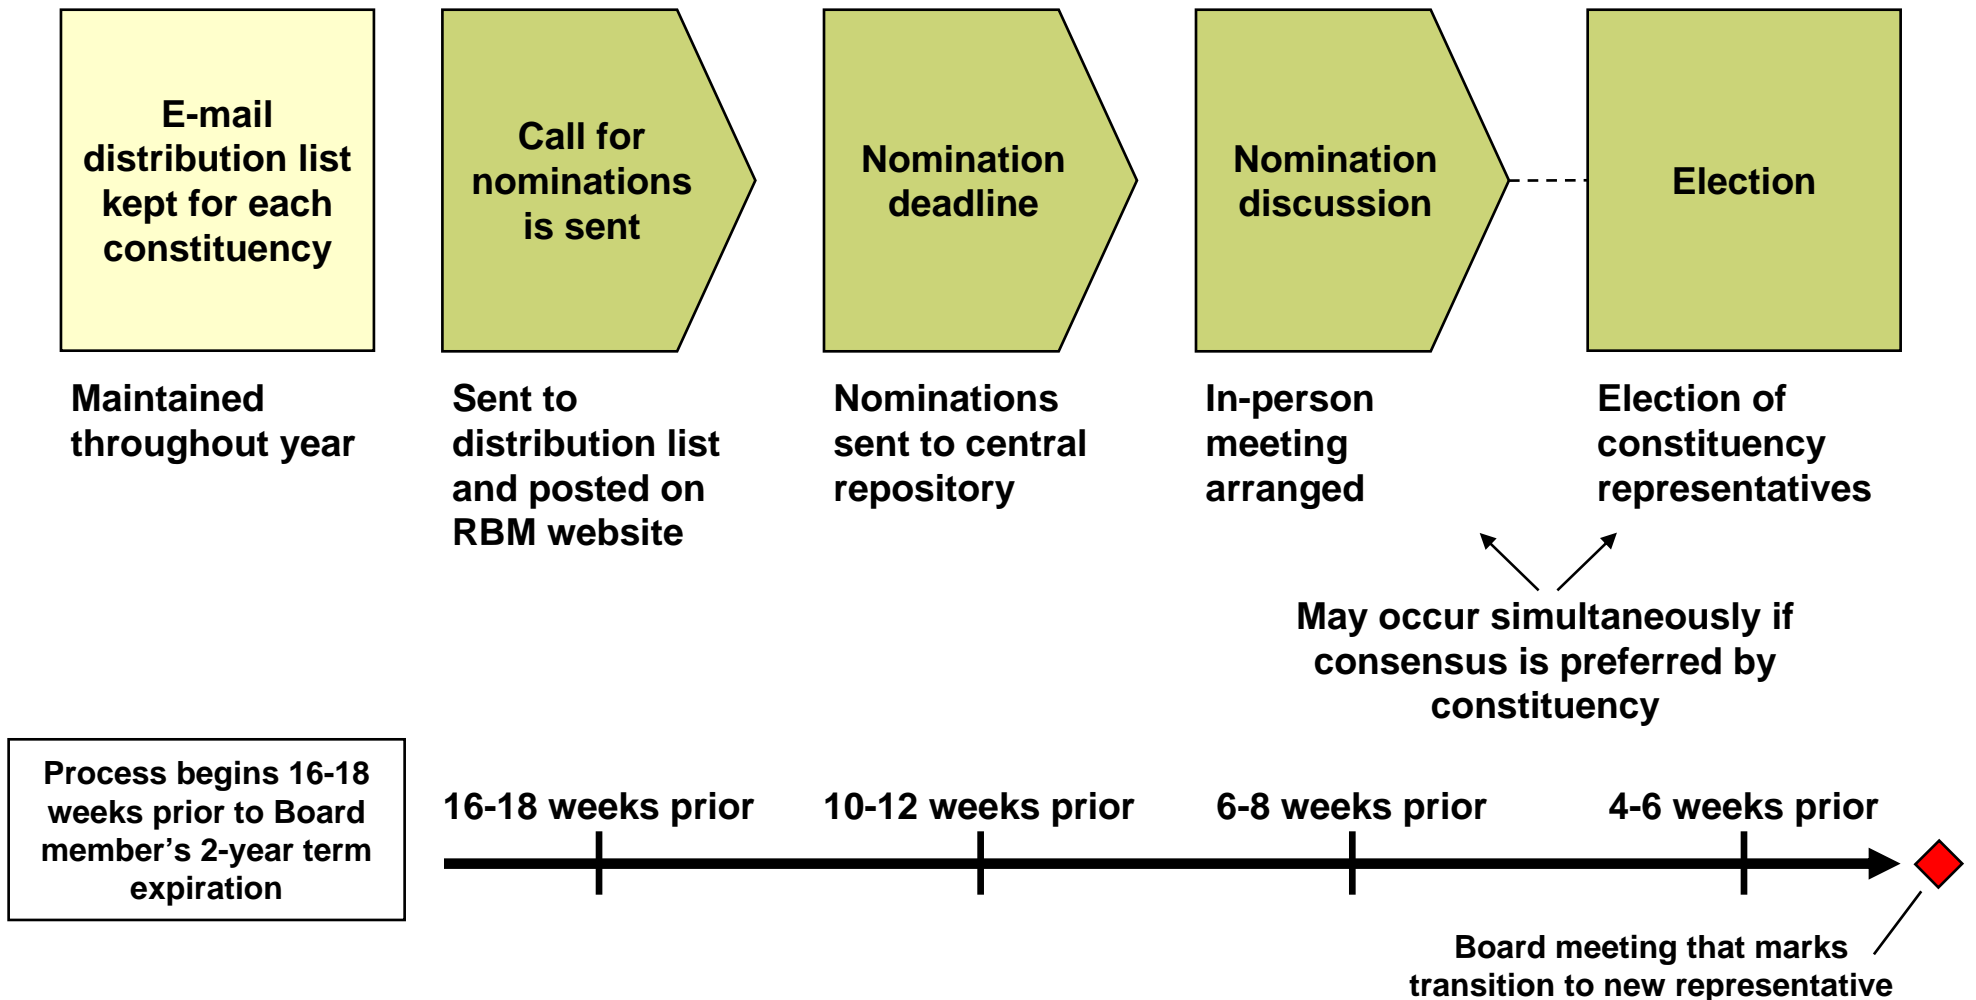 E-mail
distribution list
kept for each
constituency
Call for
nominations
is sent
Nomination
deadline
Nomination
discussion
Election
Maintained
throughout year
Sent to
distribution list
and posted on
RBM website
Nominations
sent to central
repository
In-person
meeting
arranged
Election of
constituency
representatives
May occur simultaneously if
consensus is preferred by
constituency
Process begins 16-18
weeks prior to Board
member’s 2-year term
expiration
16-18 weeks prior
10-12 weeks prior
6-8 weeks prior
4-6 weeks prior
Board meeting that marks
transition to new representative